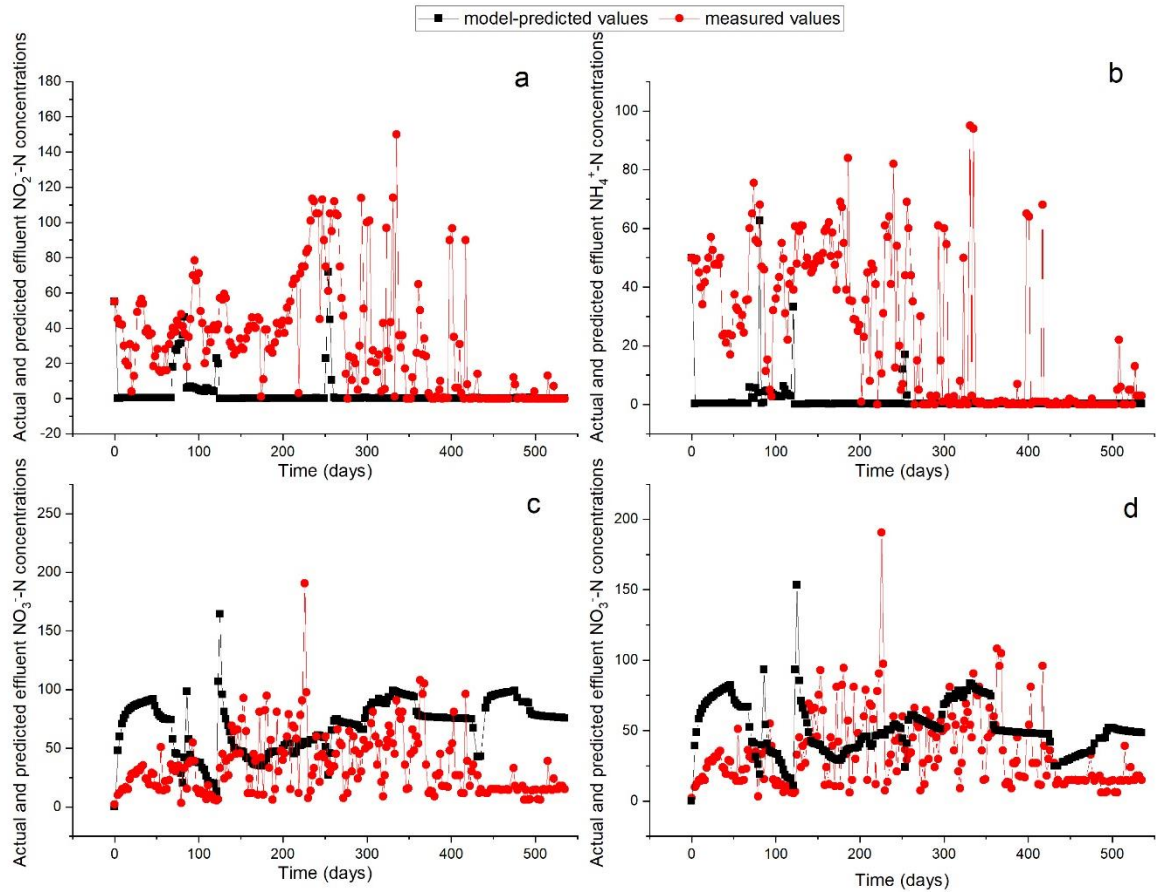 model-predicted values measured values
a
Actual and predicted effluent NO₂⁻-N concentrations
180
160
140
120
100
80
60
40
20
0
-20
0 100 200 300 400 500
Time (days)
b
Actual and predicted effluent NH₄⁺-N concentrations
100
80
60
40
20
0
0 100 200 300 400 500
Time (days)
c
Actual and predicted effluent NO₃⁻-N concentrations
250
200
150
100
50
0
0 100 200 300 400 500
Time (days)
d
Actual and predicted effluent NO₃⁻-N concentrations
200
150
100
50
0
0 100 200 300 400 500
Time (days)